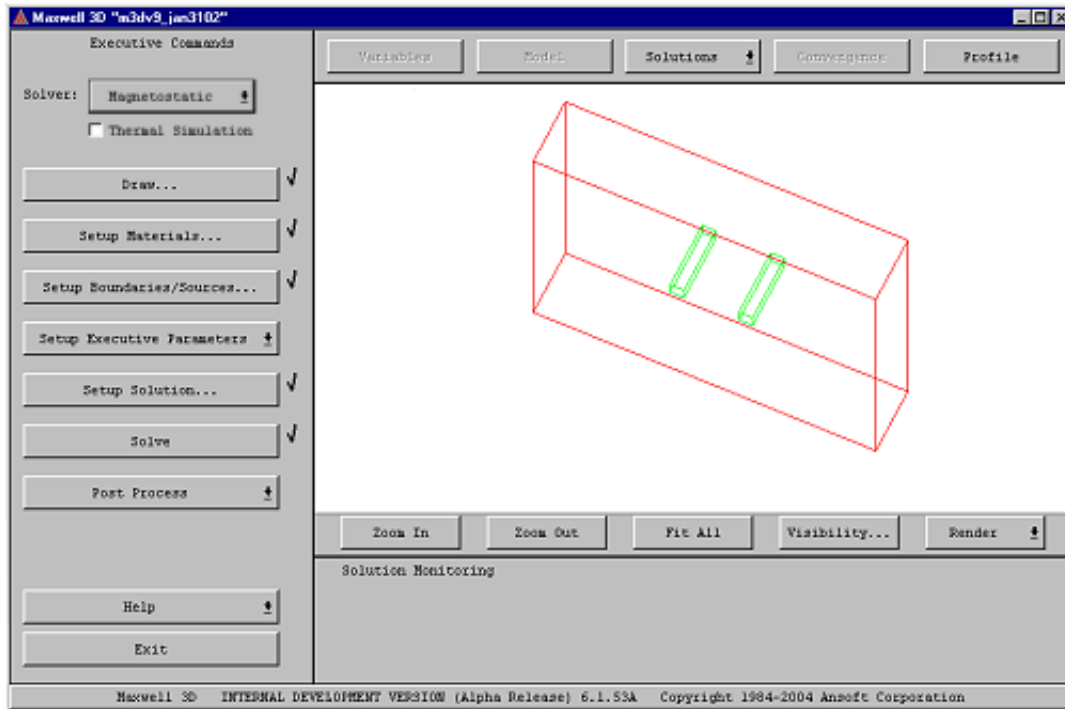 Maxwell 3D "m3dv9_jan3102"
Executive Commands
Solver: Magnetostatic
Thermal Simulation
Draw...
Setup Materials...
Setup Boundaries/Sources...
Setup Executive Parameters
Setup Solution...
Solve
Post Process
Help
Exit
Variables Model Solutions Convergence Profile
Zoom In Zoom Out Fit All Visibility... Render
Solution Monitoring
Maxwell 3D INTERNAL DEVELOPMENT VERSION (Alpha Release) 6.1.53A Copyright 1984-2004 Ansoft Corporation